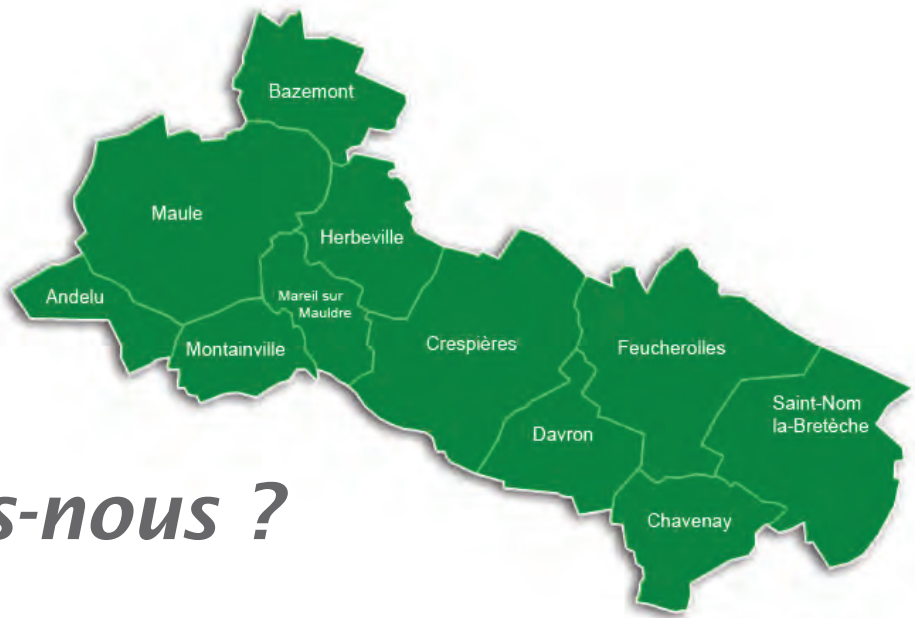 Bazemont
Maule
Herbeville
Andelu
Mareil sur
Mauldre
Montainville
Crespières
Feucherolles
Saint-Nom
la-Bretèche
Davron
Chavenay
s-nous ?